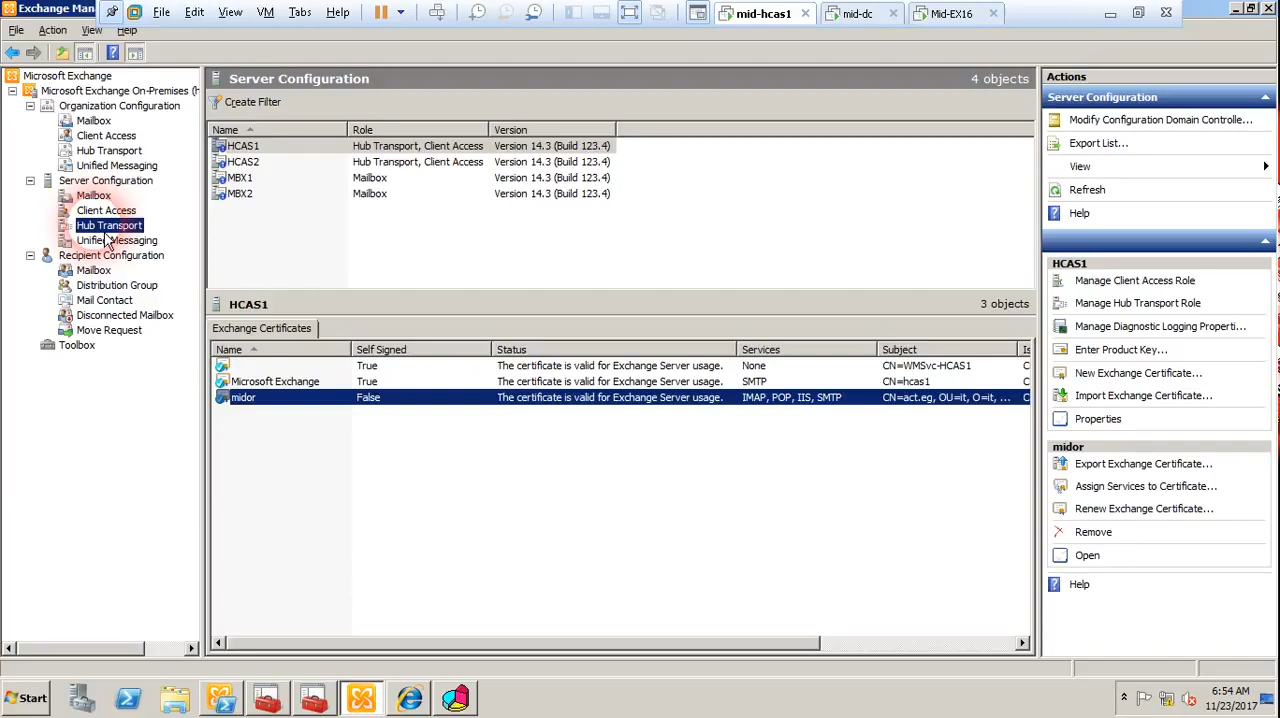 Exchange Mana
File Edit View VM Tabs Help
mid-hcas1
mid-dc
Mid-EX16
File Action View Help
Microsoft Exchange
Microsoft Exchange On-Premises (h
Organization Configuration
Mailbox
Client Access
Hub Transport
Unified Messaging
Server Configuration
Mailbox
Client Access
Hub Transport
Unified Messaging
Recipient Configuration
Mailbox
Distribution Group
Mail Contact
Disconnected Mailbox
Move Request
Toolbox
Server Configuration 4 objects
Create Filter
Name Role Version
HCAS1 Hub Transport, Client Access Version 14.3 (Build 123.4)
HCAS2 Hub Transport, Client Access Version 14.3 (Build 123.4)
MBX1 Mailbox Version 14.3 (Build 123.4)
MBX2 Mailbox Version 14.3 (Build 123.4)
HCAS1 3 objects
Exchange Certificates
Name Self Signed Status Services Subject Is
True The certificate is valid for Exchange Server usage. None CN=WMSvc-HCAS1 C
Microsoft Exchange True The certificate is valid for Exchange Server usage. SMTP CN=hcas1 C
midor False The certificate is valid for Exchange Server usage. IMAP, POP, IIS, SMTP CN=act.eg, OU=it, O=it, ... C
Actions
Server Configuration
Modify Configuration Domain Controlle...
Export List...
View
Refresh
Help
HCAS1
Manage Client Access Role
Manage Hub Transport Role
Manage Diagnostic Logging Properti...
Enter Product Key...
New Exchange Certificate...
Import Exchange Certificate...
Properties
midor
Export Exchange Certificate...
Assign Services to Certificate...
Renew Exchange Certificate...
Remove
Open
Help
Start
6:54 AM
11/23/2017